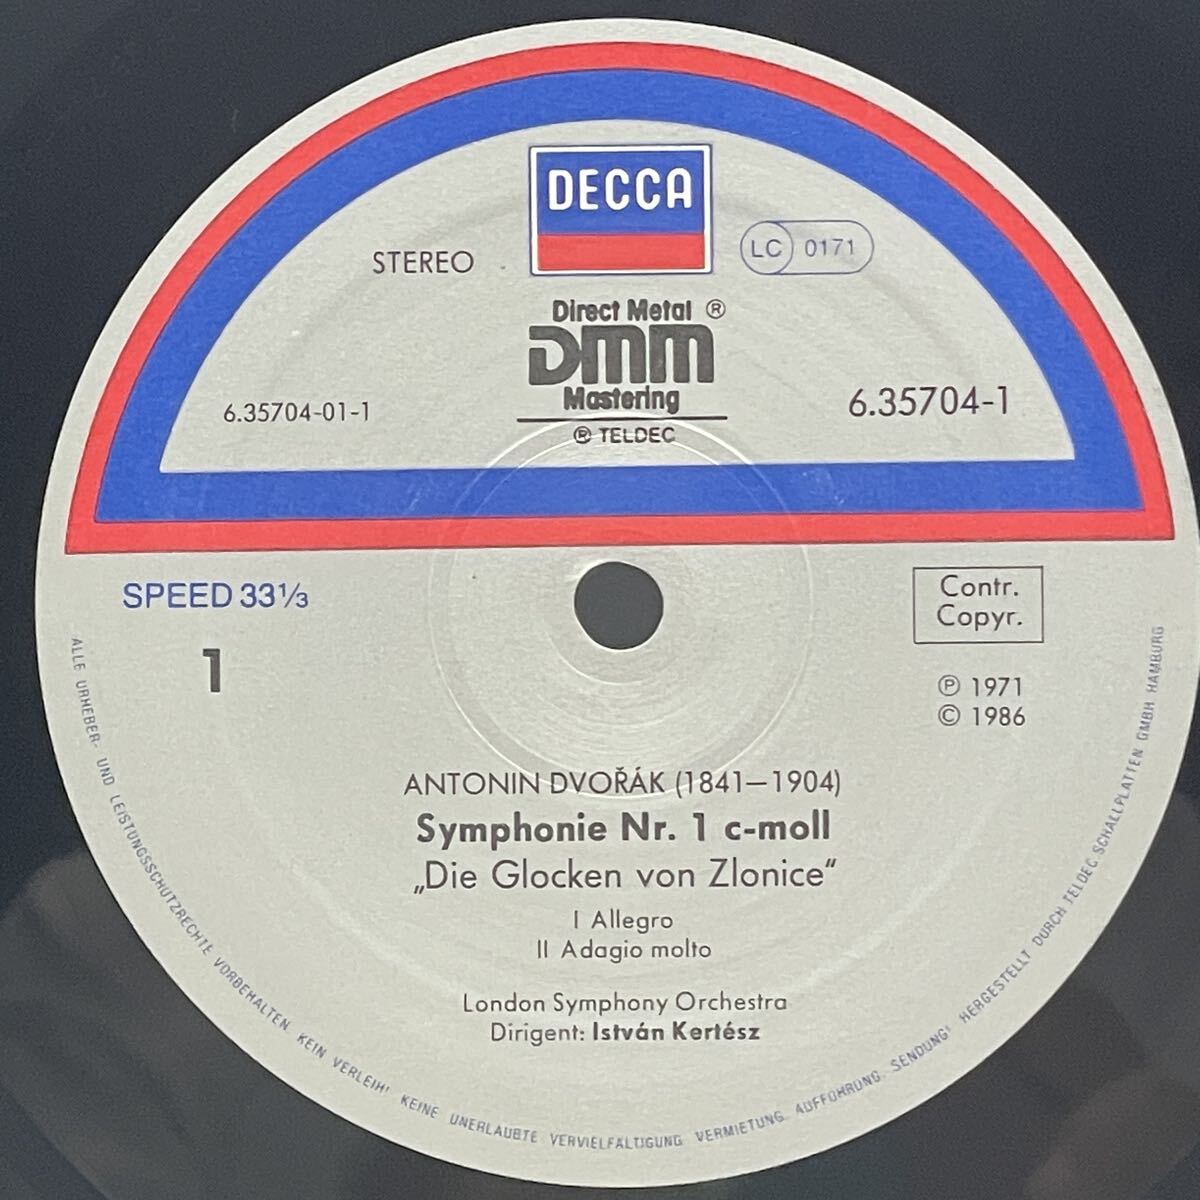 DECCA
STEREO
LC 0171
Direct Metal ®
DMM
Mastering
® TELDEC
6.35704-01-1
6.35704-1
SPEED 33⅓
1
Contr.
Copyr.
℗ 1971
© 1986
ANTONIN DVOŘÁK (1841—1904)
Symphonie Nr. 1 c-moll
„Die Glocken von Zlonice“
I Allegro
II Adagio molto
London Symphony Orchestra
Dirigent: István Kertész
ALLE URHEBER- UND LEISTUNGSSCHUTZRECHTE VORBEHALTEN. KEIN VERLEIH! KEINE UNERLAUBTE VERVIELFÄLTIGUNG, VERMIETUNG, AUFFÜHRUNG, SENDUNG! HERGESTELLT DURCH TELDEC SCHALLPLATTEN GMBH HAMBURG